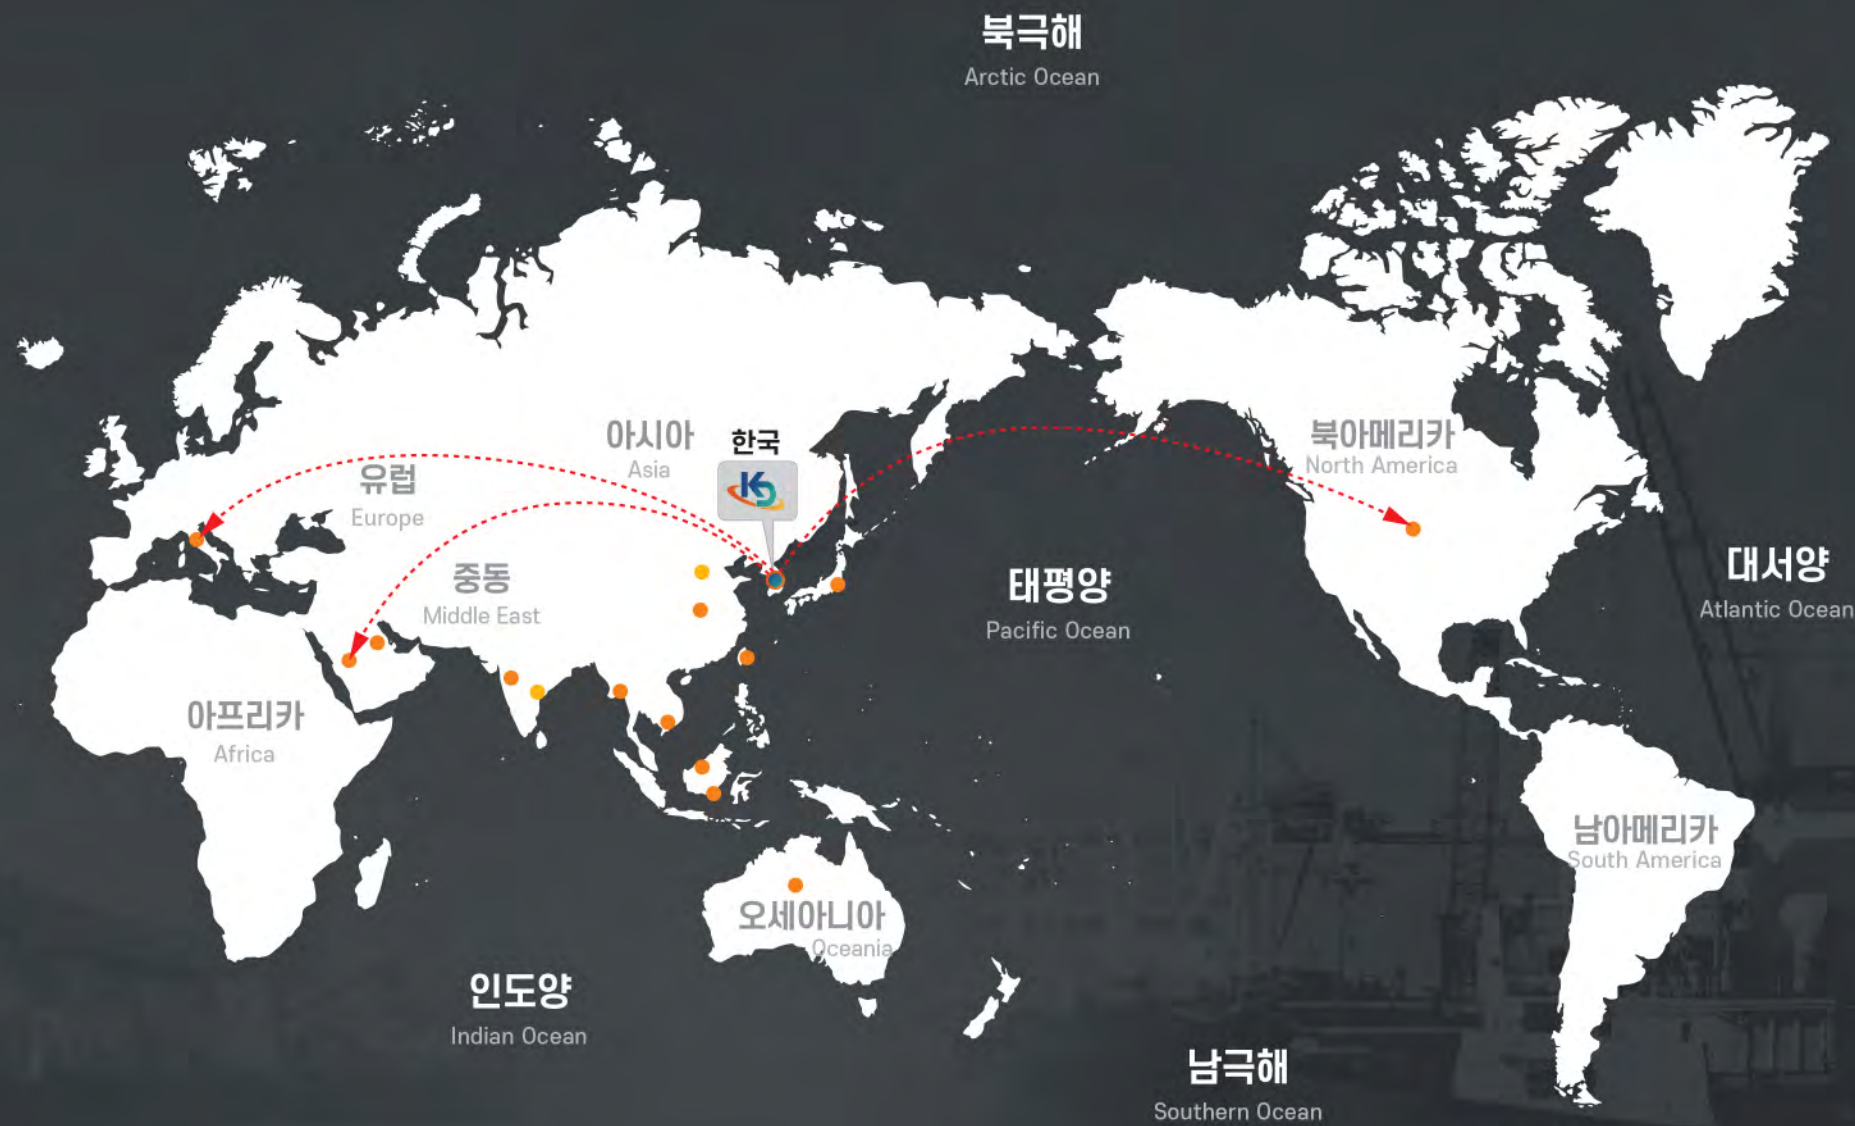 북극해
Arctic Ocean
아시아
Asia
한국
KD
유럽
Europe
북아메리카
North America
중동
Middle East
태평양
Pacific Ocean
대서양
Atlantic Ocean
아프리카
Africa
남아메리카
South America
오세아니아
Oceania
인도양
Indian Ocean
남극해
Southern Ocean